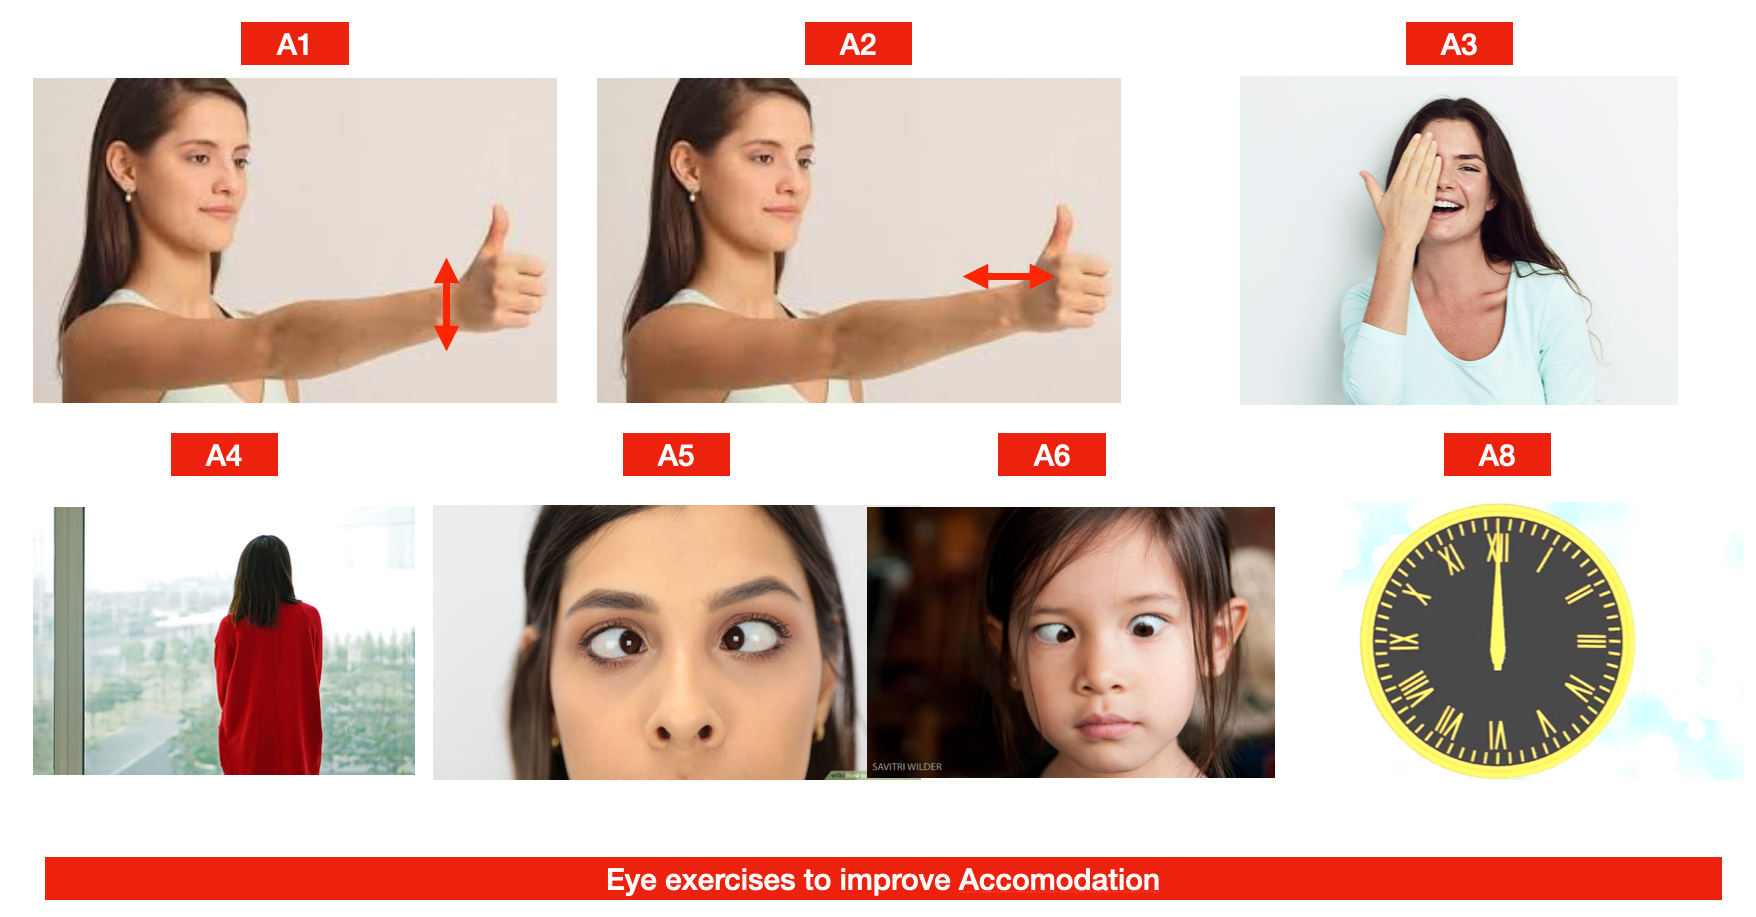 A1
A2
A3
A4
A5
A6
A8
SAVITRI WILDER
XII
I
II
III
IV
V
VI
VII
VIII
IX
X
XI
Eye exercises to improve Accomodation